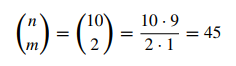 (n m) = (10 2) = 10 · 9 / 2 · 1 = 45